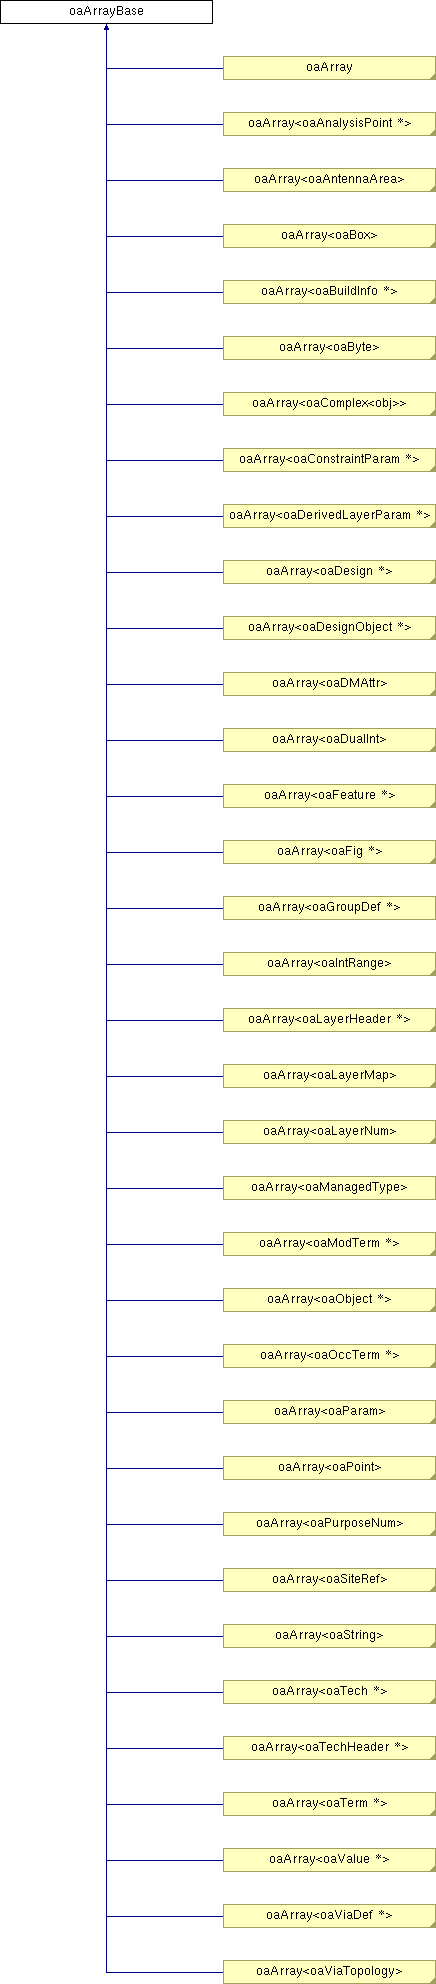 oaArrayBase
oaArray
oaArray<oaAnalysisPoint *>
oaArray<oaAntennaArea>
oaArray<oaBox>
oaArray<oaBuildInfo *>
oaArray<oaByte>
oaArray<oaComplex<obj>>
oaArray<oaConstraintParam *>
oaArray<oaDerivedLayerParam *>
oaArray<oaDesign *>
oaArray<oaDesignObject *>
oaArray<oaDMAttr>
oaArray<oaDualInt>
oaArray<oaFeature *>
oaArray<oaFig *>
oaArray<oaGroupDef *>
oaArray<oaIntRange>
oaArray<oaLayerHeader *>
oaArray<oaLayerMap>
oaArray<oaLayerNum>
oaArray<oaManagedType>
oaArray<oaModTerm *>
oaArray<oaObject *>
oaArray<oaOccTerm *>
oaArray<oaParam>
oaArray<oaPoint>
oaArray<oaPurposeNum>
oaArray<oaSiteRef>
oaArray<oaString>
oaArray<oaTech *>
oaArray<oaTechHeader *>
oaArray<oaTerm *>
oaArray<oaValue *>
oaArray<oaViaDef *>
oaArray<oaViaTopology>